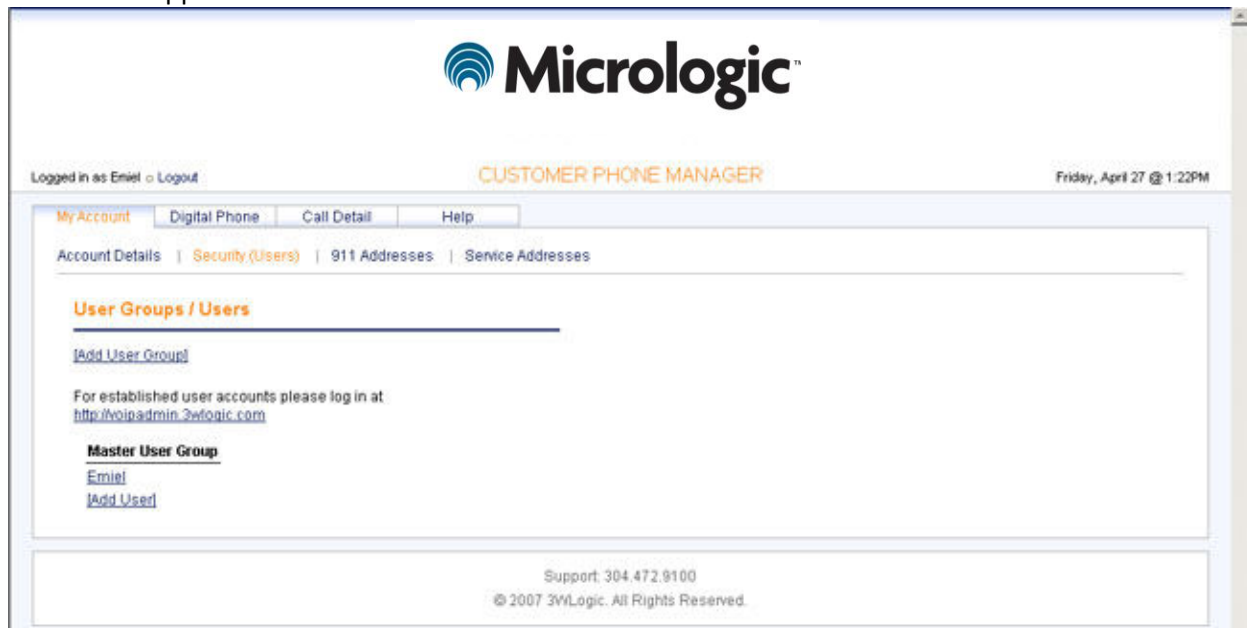 Micrologic™
Logged in as Emiel o Logout
CUSTOMER PHONE MANAGER
Friday, April 27 @ 1:22PM
My Account Digital Phone Call Detail Help
Account Details | Security (Users) | 911 Addresses | Service Addresses
User Groups / Users
[Add User Group]
For established user accounts please log in at
http://voipadmin.3wlogic.com
Master User Group
Emiel
[Add User]
Support: 304.472.9100
© 2007 3WLogic. All Rights Reserved.